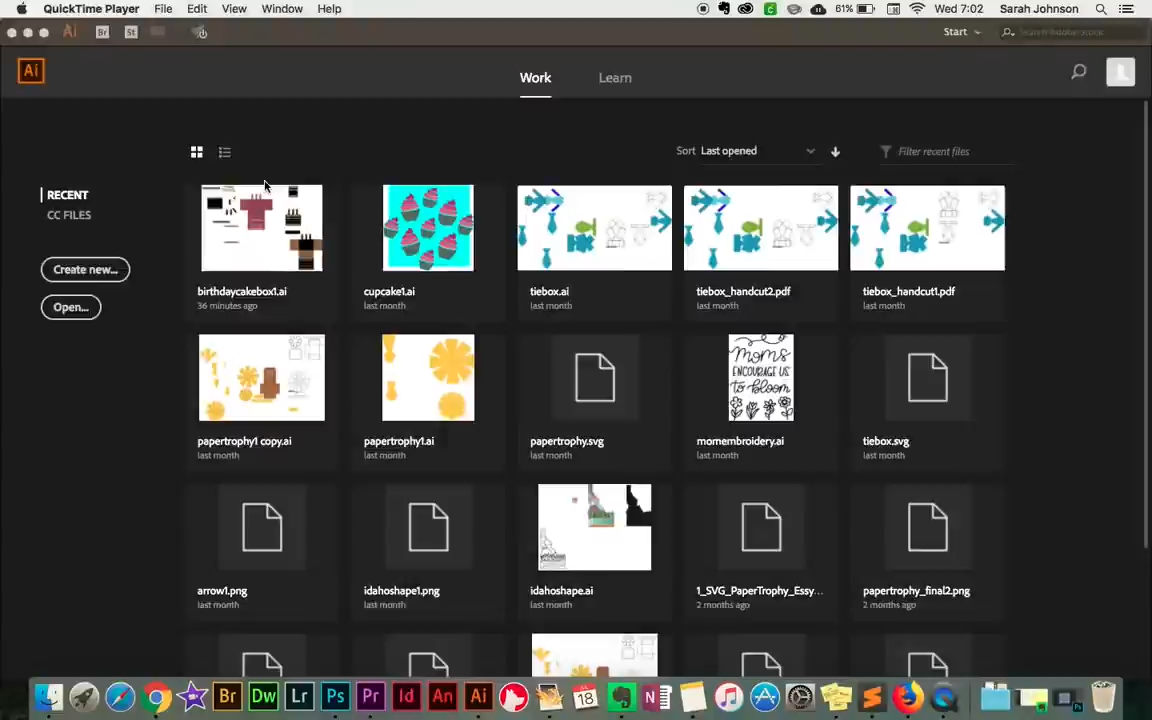 QuickTime Player File Edit View Window Help 61% Wed 7:02 Sarah Johnson
Ai Br St Start Search Adobe Stock
Ai Work Learn
Sort Last opened Filter recent files
RECENT
CC FILES
Create new...
Open...
birthdaycakebox1.ai cupcake1.ai tiebox.ai tiebox_handcut2.pdf tiebox_handcut1.pdf
36 minutes ago last month last month last month last month
moms
ENCOURAGE US
to bloom
papertrophy1 copy.ai papertrophy1.ai papertrophy.svg momembroidery.ai tiebox.svg
last month last month last month last month last month
arrow1.png idahoshape1.png idahoshape.ai 1_SVG_PaperTrophy_Essy... papertrophy_final2.png
last month last month last month 2 months ago 2 months ago
Br Dw Lr Ps Pr Id An Ai 18 N